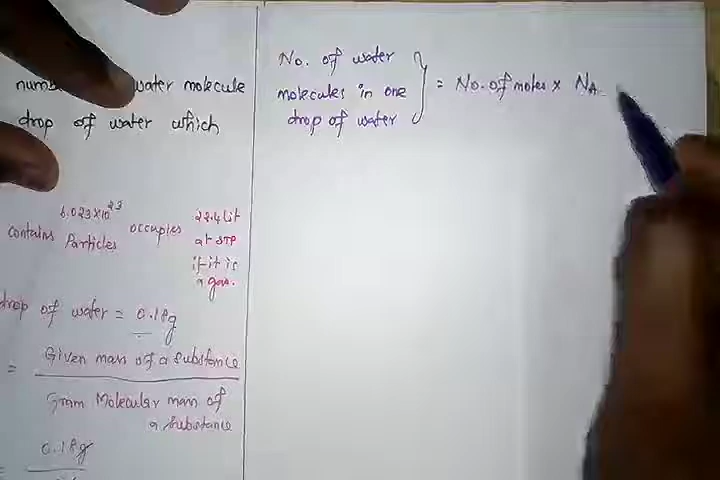 water molecule
drop of water which
6.023×10²³
contains Particles occupies 22.4 lit
at STP
if it is
a gas.
drop of water = 0.18g
= Given mass of a substance
Gram Molecular mass of
a substance
0.18g
=
No. of water
molecules in one
drop of water } = No. of moles × NA